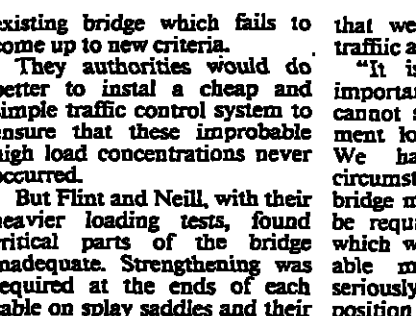 existing bridge which fails to
come up to new criteria.
They authorities would do
better to instal a cheap and
simple traffic control system to
ensure that these improbable
high load concentrations never
occurred.
But Flint and Neill, with their
heavier loading tests, found
critical parts of the bridge
inadequate. Strengthening was
required at the ends of each
cable on splay saddles and their
that we
traffiic a
"It is
importa
cannot s
ment lo
We ha
circumst
bridge m
be requi
which w
able m
seriously
position